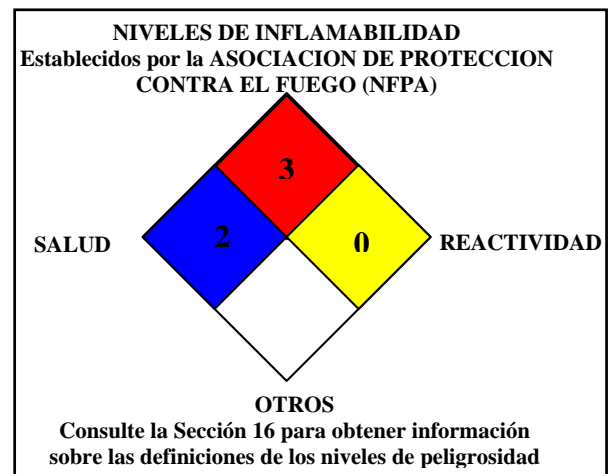 NIVELES DE INFLAMABILIDAD
Establecidos por la ASOCIACION DE PROTECCION
CONTRA EL FUEGO (NFPA)
3
SALUD 2 0 REACTIVIDAD
OTROS
Consulte la Sección 16 para obtener información
sobre las definiciones de los niveles de peligrosidad